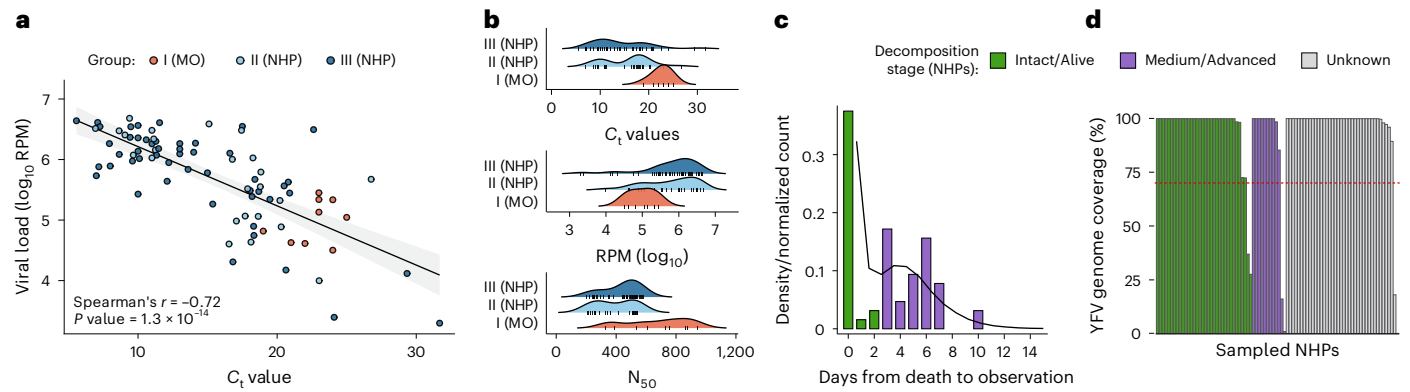 a
Group: I (MO) II (NHP) III (NHP)
Viral load (log10 RPM)
7
6
5
4
Spearman's r = –0.72
P value = 1.3 × 10–14
10 20 30
Ct value
b
III (NHP)
II (NHP)
I (MO)
0 10 20 30
Ct values
III (NHP)
II (NHP)
I (MO)
3 4 5 6 7
RPM (log10)
III (NHP)
II (NHP)
I (MO)
0 400 800 1,200
N50
c
Decomposition
stage (NHPs):
Intact/Alive Medium/Advanced Unknown
Density/normalized count
0.3
0.2
0.1
0
0 2 4 6 8 10 12 14
Days from death to observation
d
YFV genome coverage (%)
100
75
50
25
0
Sampled NHPs